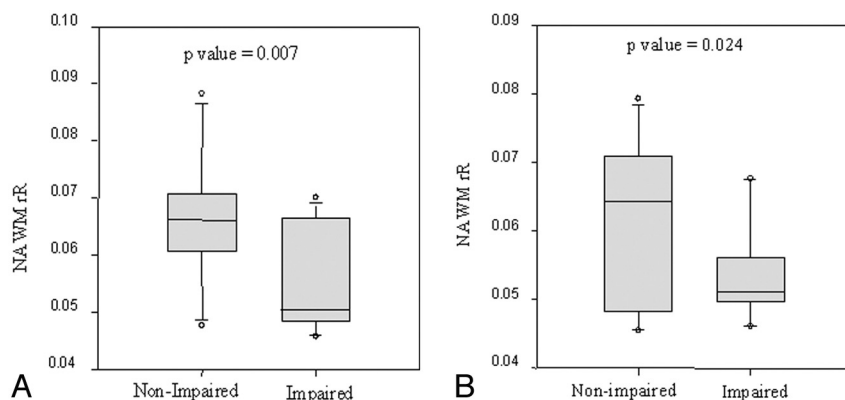 0.10
p value = 0.007
0.09
0.08
0.07
0.06
0.05
0.04
NAWM rR
Non-Impaired Impaired
A
0.09
p value = 0.024
0.08
0.07
0.06
0.05
0.04
NAWM rR
Non-impaired Impaired
B